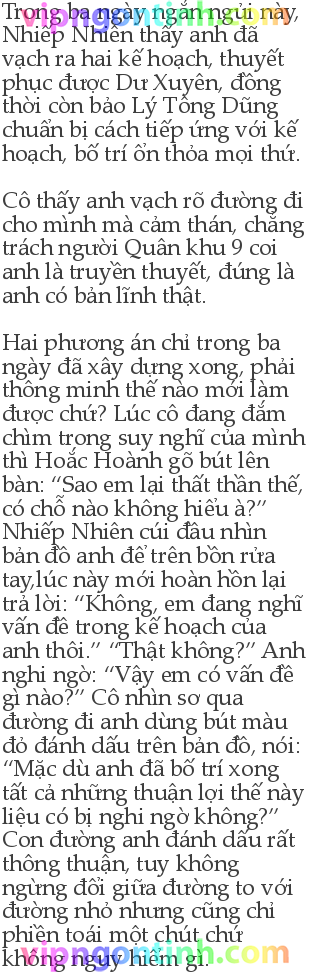 Trong ba ngày ngắn ngủi này,
Nhiếp Nhiên thấy anh đã
vạch ra hai kế hoạch, thuyết
phục được Dư Xuyên, đồng
thời còn bảo Lý Tông Dũng
chuẩn bị cách tiếp ứng với kế
hoạch, bố trí ổn thỏa mọi thứ.
Cô thấy anh vạch rõ đường đi
cho mình mà cảm thán, chẳng
trách người Quân khu 9 coi
anh là truyền thuyết, đúng là
anh có bản lĩnh thật.
Hai phương án chỉ trong ba
ngày đã xây dựng xong, phải
thông minh thế nào mới làm
được chứ? Lúc cô đang đắm
chìm trong suy nghĩ của mình
thì Hoắc Hoành gõ bút lên
bàn: “Sao em lại thất thần thế,
có chỗ nào không hiểu à?”
Nhiếp Nhiên cúi đầu nhìn
bản đồ anh để trên bồn rửa
tay,lúc này mới hoàn hồn lại
trả lời: “Không, em đang nghĩ
vấn đề trong kế hoạch của
anh thôi.” “Thật không?” Anh
nghi ngờ: “Vậy em có vấn đề
gì nào?” Cô nhìn sơ qua
đường đi anh dùng bút màu
đỏ đánh dấu trên bản đồ, nói:
“Mặc dù anh đã bố trí xong
tất cả những thuận lợi thế này
liệu có bị nghi ngờ không?”
Con đường anh đánh dấu rất
thông thuận, tuy không
ngừng đổi giữa đường to với
đường nhỏ nhưng cũng chỉ
phiền toái một chút chứ
không nguy hiểm gì.
vipngontinh.com
vipngontinh.com